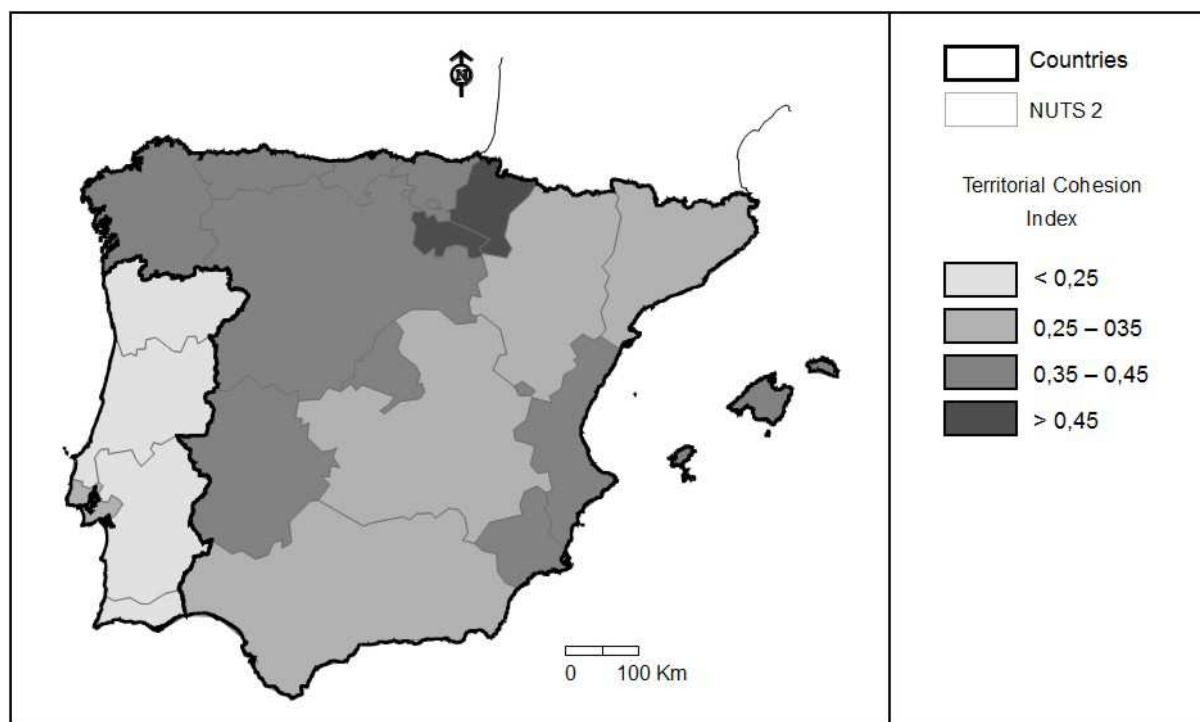 N
0 100 Km
Countries
NUTS 2
Territorial Cohesion
Index
< 0,25
0,25 – 035
0,35 – 0,45
> 0,45